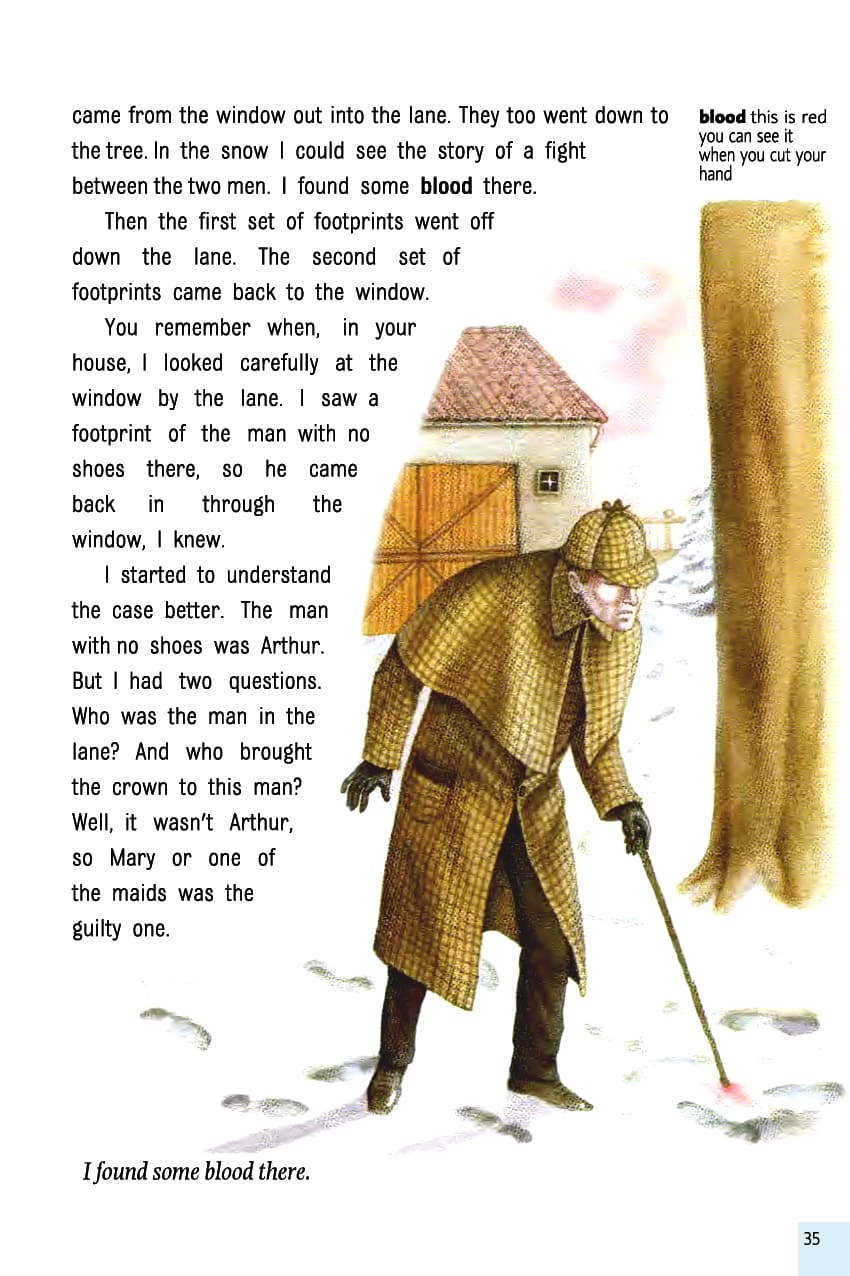 came from the window out into the lane. They too went down to
the tree. In the snow I could see the story of a fight
between the two men. I found some blood there.
Then the first set of footprints went off
down the lane. The second set of
footprints came back to the window.
You remember when, in your
house, I looked carefully at the
window by the lane. I saw a
footprint of the man with no
shoes there, so he came
back in through the
window, I knew.
I started to understand
the case better. The man
with no shoes was Arthur.
But I had two questions.
Who was the man in the
lane? And who brought
the crown to this man?
Well, it wasn't Arthur,
so Mary or one of
the maids was the
guilty one.
blood this is red
you can see it
when you cut your
hand
I found some blood there.
35